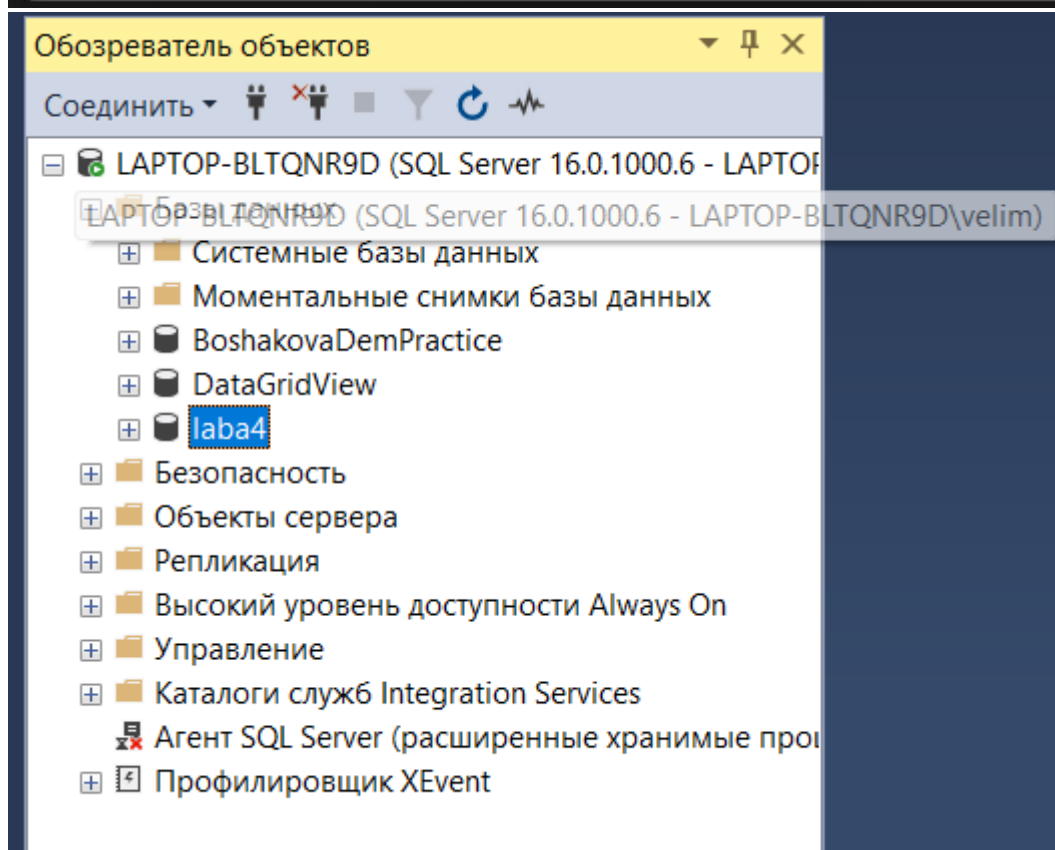 Обозреватель объектов
Соединить
LAPTOP-BLTQNR9D (SQL Server 16.0.1000.6 - LAPTOP
Базы данных
LAPTOP-BLTQNR9D (SQL Server 16.0.1000.6 - LAPTOP-BLTQNR9D\velim)
Системные базы данных
Моментальные снимки базы данных
BoshakovaDemPractice
DataGridView
laba4
Безопасность
Объекты сервера
Репликация
Высокий уровень доступности Always On
Управление
Каталоги служб Integration Services
Агент SQL Server (расширенные хранимые про
Профилировщик XEvent